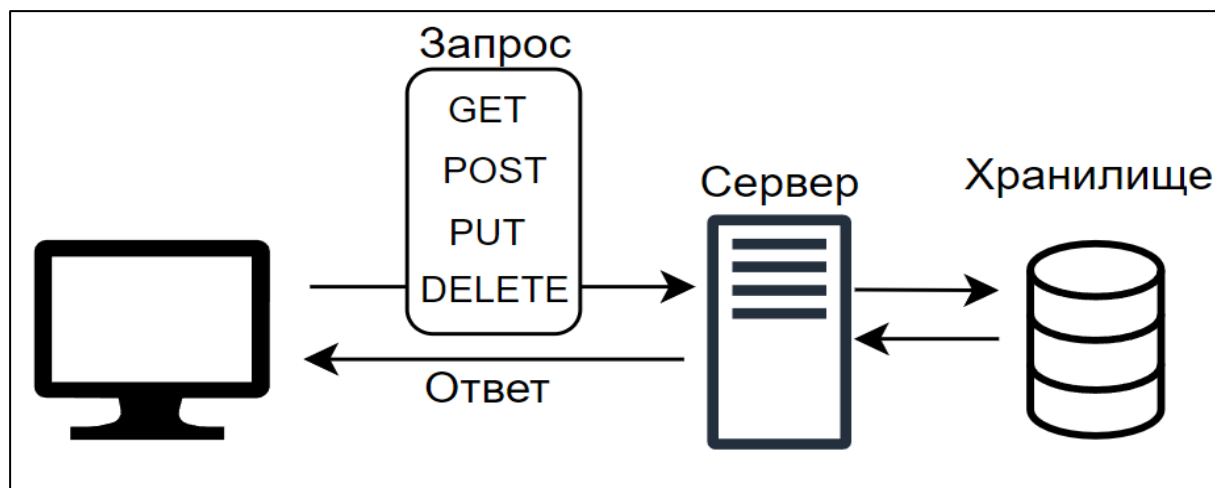 Запрос
GET
POST
PUT
DELETE
Ответ
Сервер
Хранилище